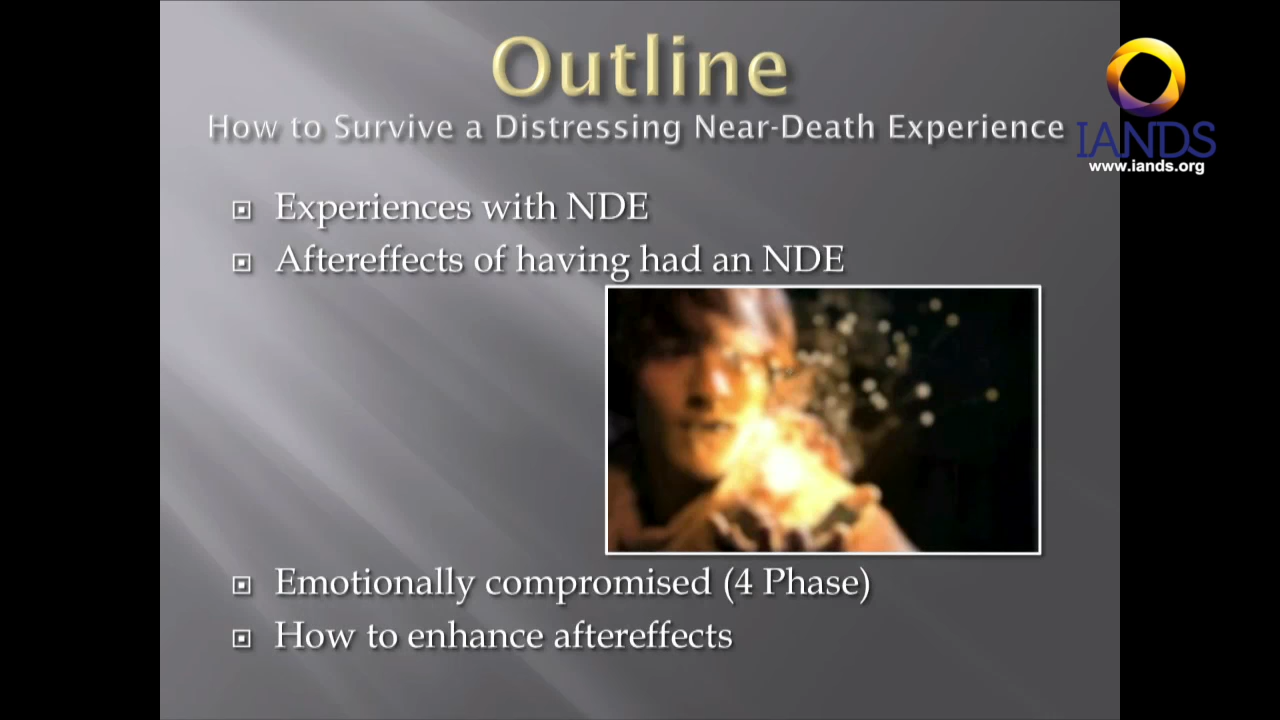 Outline
How to Survive a Distressing Near-Death Experience
IANDS
www.iands.org
Experiences with NDE
Aftereffects of having had an NDE
Emotionally compromised (4 Phase)
How to enhance aftereffects